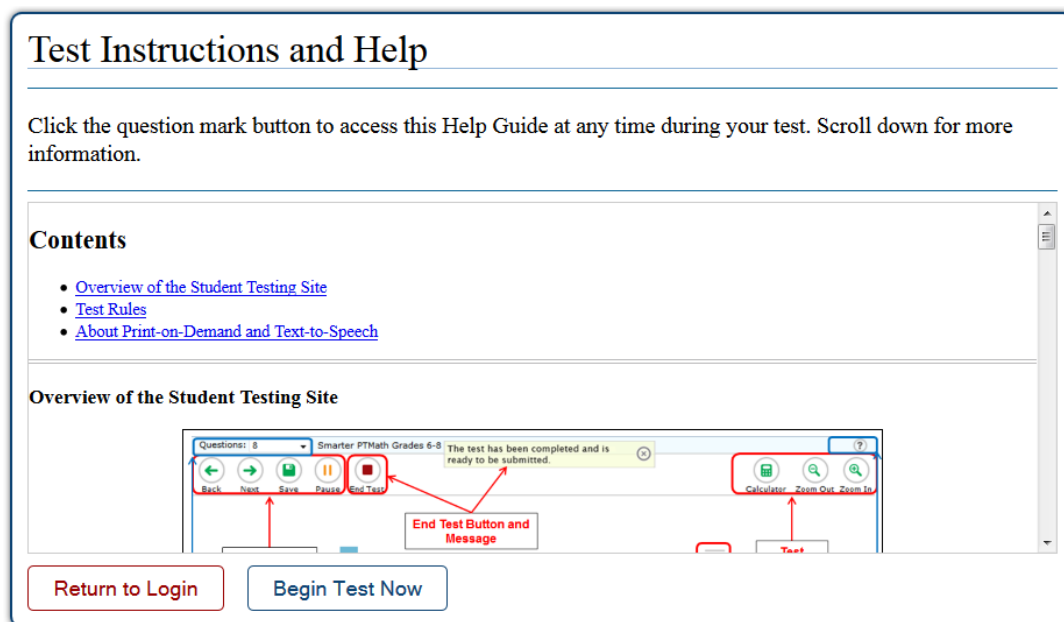 Test Instructions and Help
Click the question mark button to access this Help Guide at any time during your test. Scroll down for more
information.
Contents
Overview of the Student Testing Site
Test Rules
About Print-on-Demand and Text-to-Speech
Overview of the Student Testing Site
Questions: 8
Smarter PTMath Grades 6-8
The test has been completed and is
ready to be submitted.
?
Back
Next
Save
Pause
End Test
Calculator
Zoom Out
Zoom In
End Test Button and
Message
Test
Return to Login
Begin Test Now